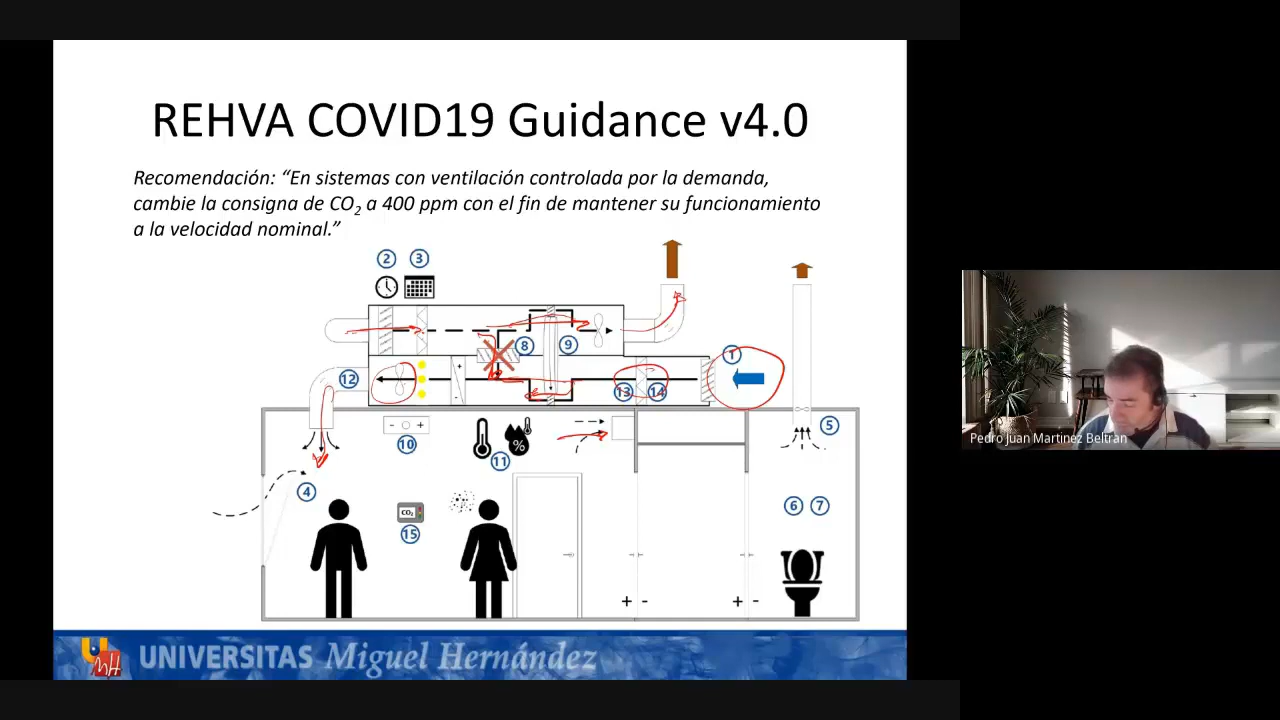 REHVA COVID19 Guidance v4.0
Recomendación: “En sistemas con ventilación controlada por la demanda,
cambie la consigna de CO2 a 400 ppm con el fin de mantener su funcionamiento
a la velocidad nominal.”
2 3
8 9
1
12
+
-
13 14
- +
10
%
11
5
4
CO2
15
6 7
+ - + -
UMH
UNIVERSITAS Miguel Hernández
Pedro Juan Martinez Beltran